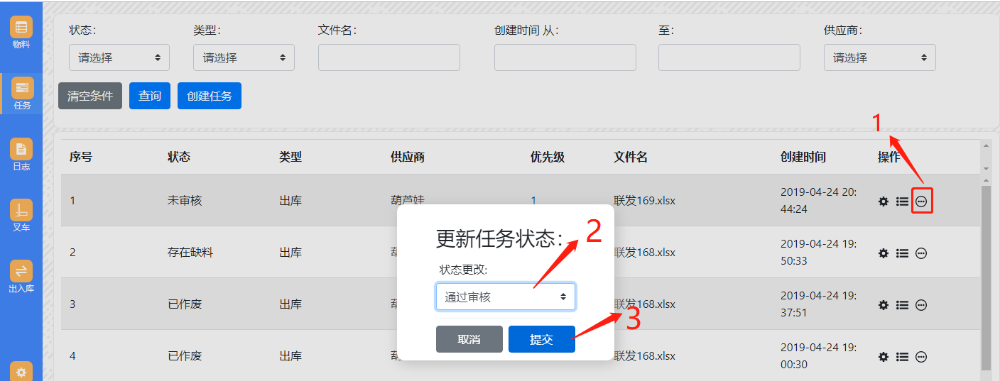 物料
任务
日志
叉车
出入库
状态：
类型：
文件名：
创建时间 从：
至：
供应商：
请选择
请选择
请选择
清空条件
查询
创建任务
1
序号
状态
类型
供应商
优先级
文件名
创建时间
操作
1
未审核
出库
葫芦娃
1
联发169.xlsx
2019-04-24 20:
44:24
2
存在缺料
出库
联发168.xlsx
2019-04-24 19:
50:33
3
已作废
出库
联发168.xlsx
2019-04-24 19:
37:51
4
已作废
出库
联发168.xlsx
2019-04-24 19:
00:30
更新任务状态：
2
状态更改:
通过审核
3
取消
提交